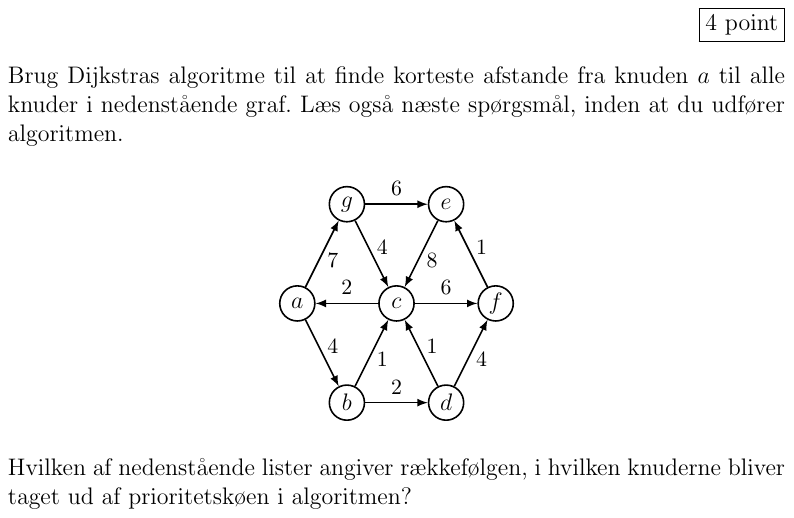 4 point
Brug Dijkstras algoritme til at finde korteste afstande fra knuden a til alle
knuder i nedenstående graf. Læs også næste spørgsmål, inden at du udfører
algoritmen.
6
g e
7 4 8 1
2 6
a c f
4 1 1 4
2
b d
Hvilken af nedenstående lister angiver rækkefølgen, i hvilken knuderne bliver
taget ud af prioritetskøen i algoritmen?